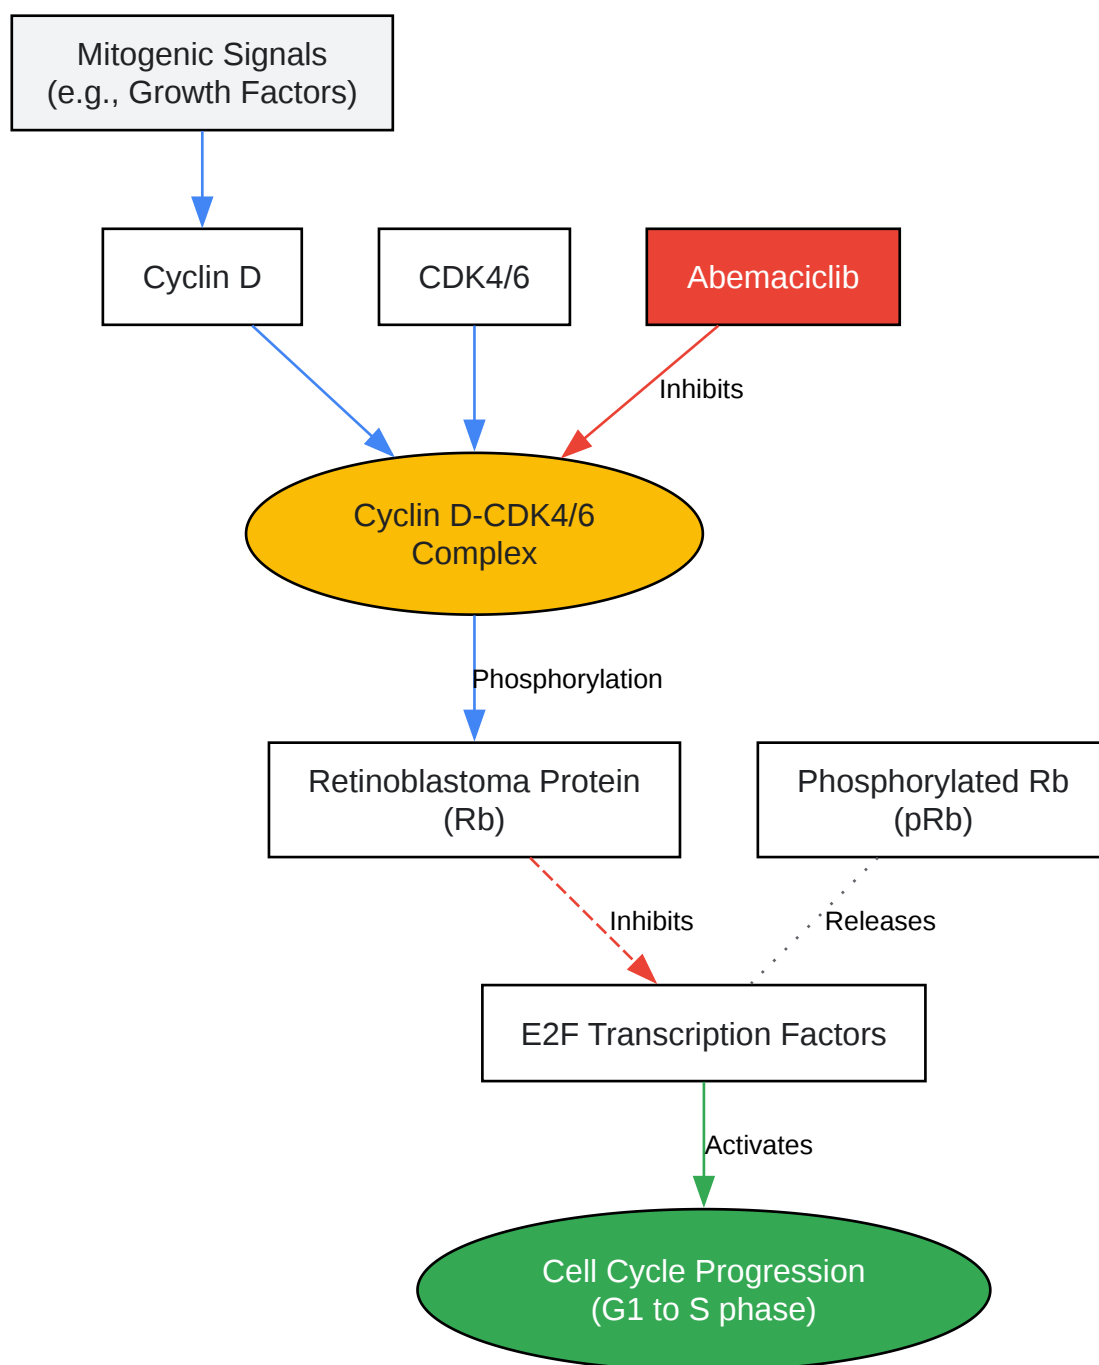 Mitogenic Signals
(e.g., Growth Factors)
Cyclin D
CDK4/6
Abemaciclib
Inhibits
Cyclin D-CDK4/6
Complex
Phosphorylation
Retinoblastoma Protein
(Rb)
Phosphorylated Rb
(pRb)
Inhibits
Releases
E2F Transcription Factors
Activates
Cell Cycle Progression
(G1 to S phase)